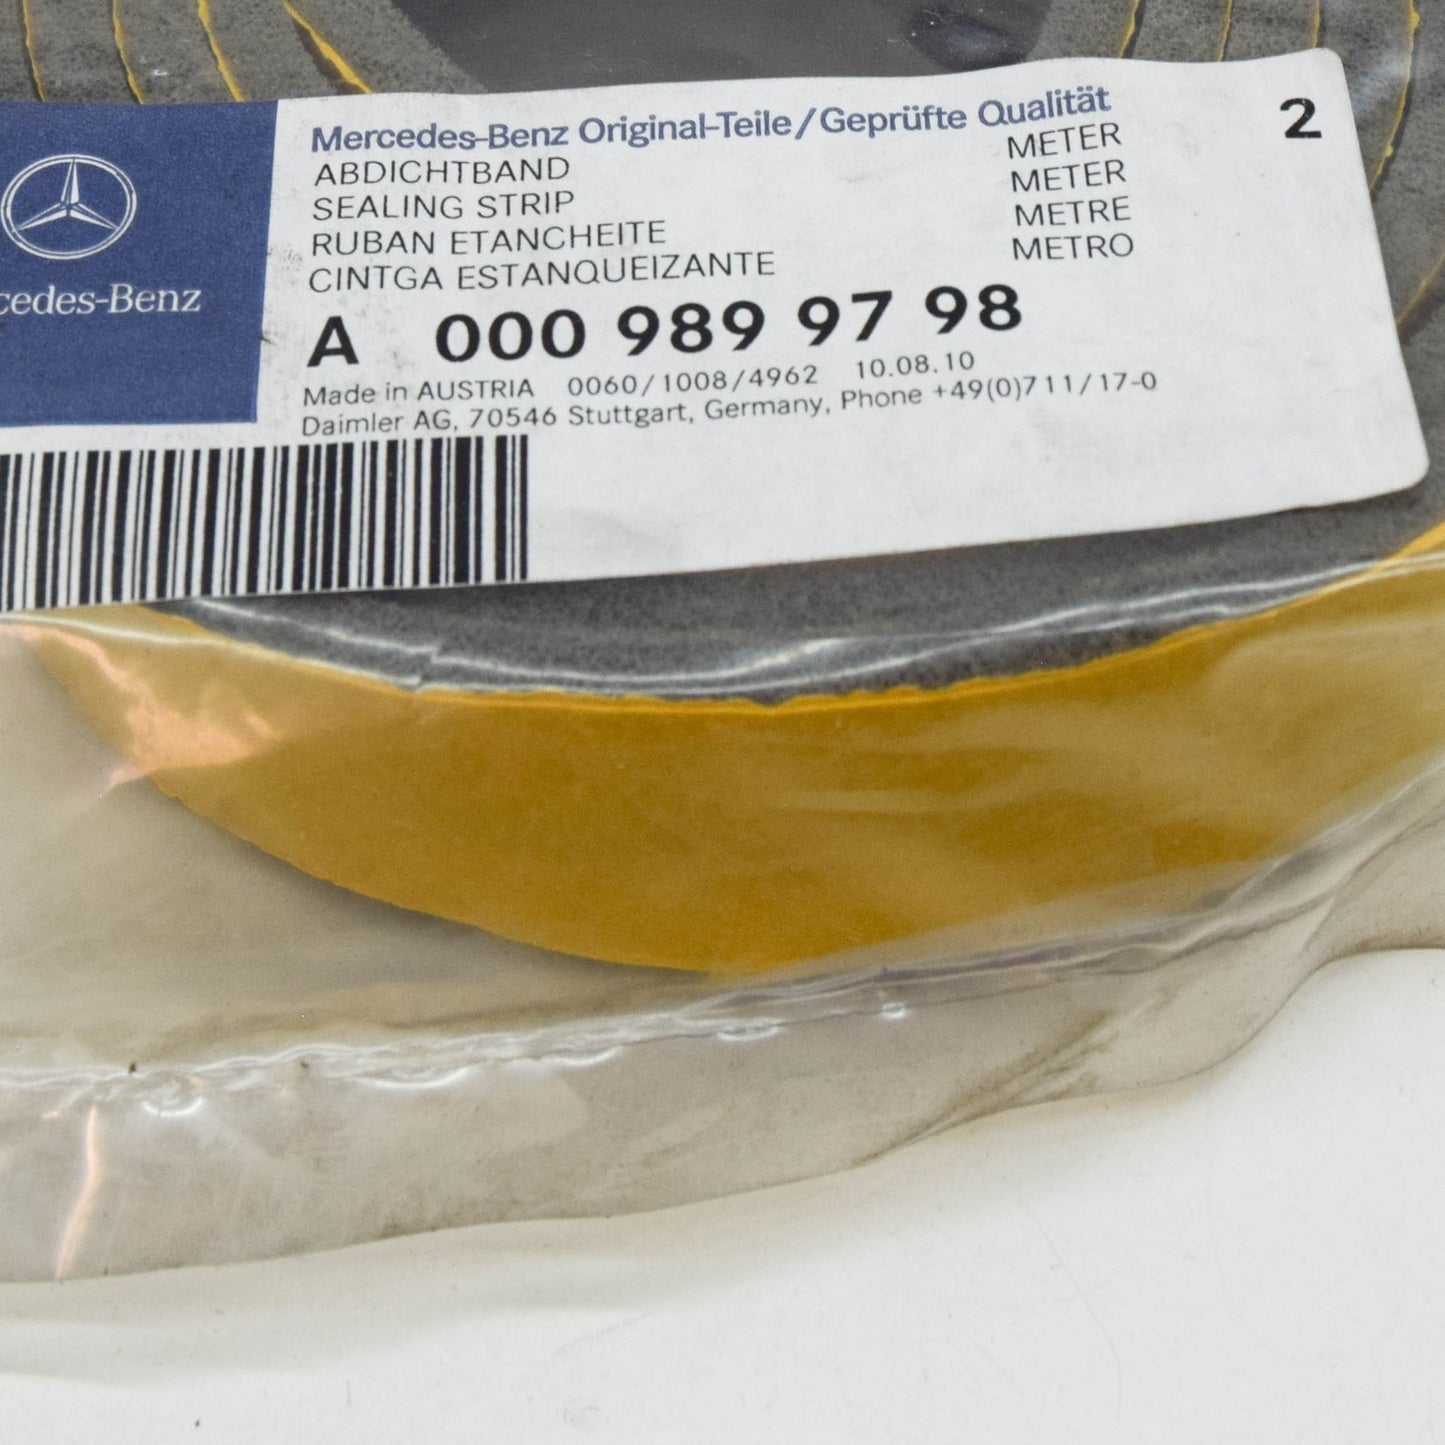 Mercedes-Benz Original-Teile/Geprüfte Qualität
2
ABDICHTBAND METER
SEALING STRIP METER
RUBAN ETANCHEITE METRE
CINTGA ESTANQUEIZANTE METRO
cedes-Benz
A 000 989 97 98
Made in AUSTRIA 0060/1008/4962 10.08.10
Daimler AG, 70546 Stuttgart, Germany, Phone +49(0)711/17-0